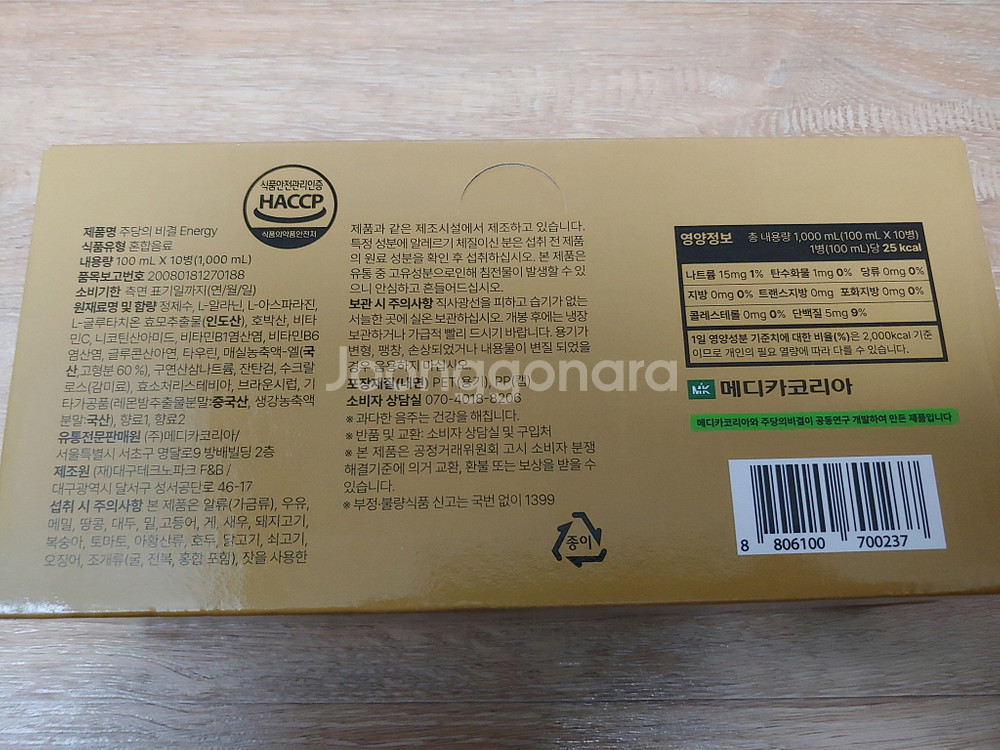 식품안전관리인증
HACCP
식품의약품안전처
제품명 주당의 비결 Energy
식품유형 혼합음료
내용량 100 mL X 10병(1,000 mL)
품목보고번호 20080181270188
소비기한 측면 표기일까지(연/월/일)
원재료명 및 함량 정제수, L-알라닌, L-아스파라진,
L-글루타치온 효모추출물(인도산), 호박산, 비타
민C, 니코틴산아미드, 비타민B1염산염, 비타민B6
염산염, 글루콘산아연, 타우린, 매실농축액-엘(국
산,고형분 60%), 구연산삼나트륨, 잔탄검, 수크랄
로스(감미료), 효소처리스테비아, 브라운시럽, 기
타가공품(레몬밤추출물분말:중국산, 생강농축액
분말:국산), 향료1, 향료2
유통전문판매원 (주)메디카코리아/
서울특별시 서초구 명달로9 방배빌딩 2층
제조원 (재)대구테크노파크 F&B /
대구광역시 달서구 성서공단로 46-17
섭취 시 주의사항 본 제품은 알류(가금류), 우유,
메밀, 땅콩, 대두, 밀,고등어, 게, 새우, 돼지고기,
복숭아, 토마토, 아황산류, 호두, 닭고기, 쇠고기,
오징어, 조개류(굴, 전복, 홍합 포함), 잣을 사용한
제품과 같은 제조시설에서 제조하고 있습니다.
특정 성분에 알레르기 체질이신 분은 섭취 전 제품
의 원료 성분을 확인 후 섭취하십시오. 본 제품은
유통 중 고유성분으로인해 침전물이 발생할 수 있
으니 안심하고 흔들어드십시오.
보관 시 주의사항 직사광선을 피하고 습기가 없는
서늘한 곳에 실온 보관하십시오. 개봉 후에는 냉장
보관하거나 가급적 빨리 드시기 바랍니다. 용기가
변형, 팽창, 손상되었거나 내용물이 변질 되었을
경우 음용하지 마십시오.
포장재질(내면) PET(용기), PP(캡)
소비자 상담실 070-4018-8206
※ 과다한 음주는 건강을 해칩니다.
※ 반품 및 교환: 소비자 상담실 및 구입처
※ 본 제품은 공정거래위원회 고시 소비자 분쟁
해결기준에 의거 교환, 환불 또는 보상을 받을 수
있습니다.
※ 부정·불량식품 신고는 국번 없이 1399
종이
영양정보 총 내용량 1,000 mL(100 mL X 10병)
1병(100 mL)당 25 kcal
나트륨 15mg 1% 탄수화물 1mg 0% 당류 0mg 0%
지방 0mg 0% 트랜스지방 0mg 포화지방 0mg 0%
콜레스테롤 0mg 0% 단백질 5mg 9%
1일 영양성분 기준치에 대한 비율(%)은 2,000kcal 기준
이므로 개인의 필요 열량에 따라 다를 수 있습니다.
MK 메디카코리아
메디카코리아와 주당의비결이 공동연구 개발하여 만든 제품입니다
8 806100 700237
Joonggonara